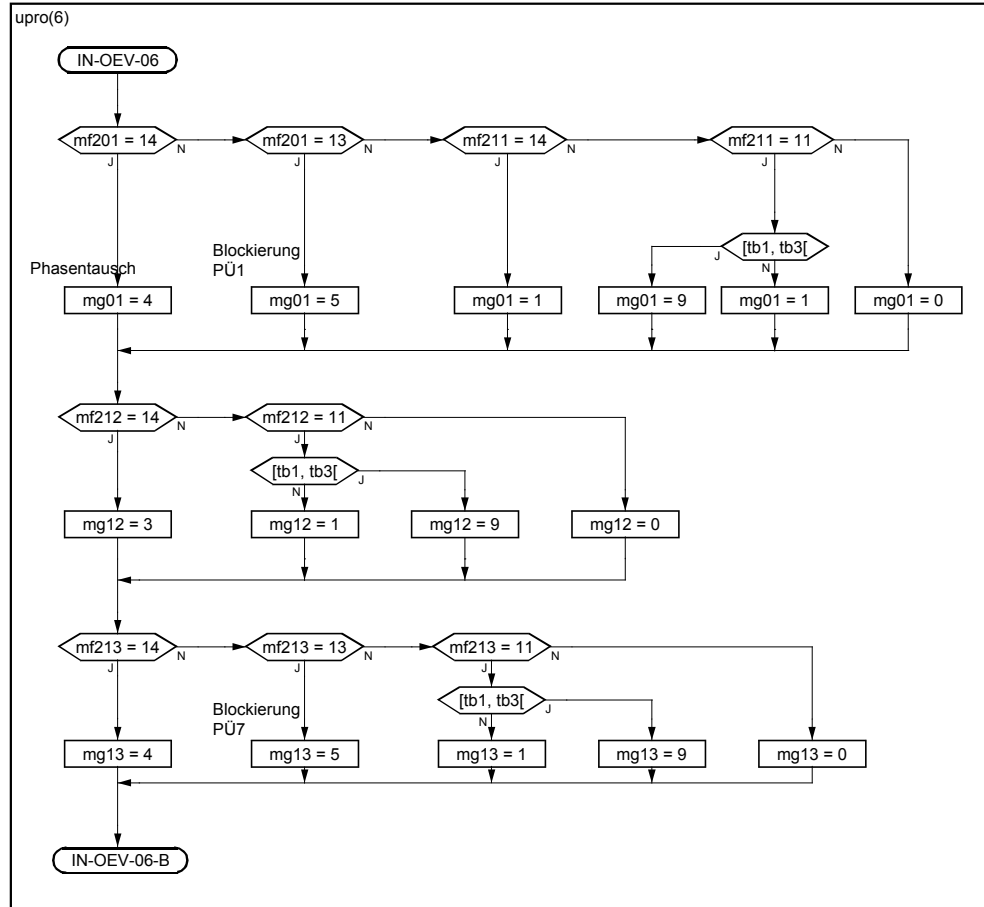 upro(6)
IN-OEV-06
mf201 = 14
N
mf201 = 13
N
mf211 = 14
N
mf211 = 11
N
J
J
J
J
Blockierung
PÜ1
[tb1, tb3[
J
N
Phasentausch
mg01 = 4
mg01 = 5
mg01 = 1
mg01 = 9
mg01 = 1
mg01 = 0
mf212 = 14
N
mf212 = 11
N
J
J
[tb1, tb3[
J
N
mg12 = 3
mg12 = 1
mg12 = 9
mg12 = 0
mf213 = 14
N
mf213 = 13
N
mf213 = 11
N
J
J
J
[tb1, tb3[
J
N
Blockierung
PÜ7
mg13 = 4
mg13 = 5
mg13 = 1
mg13 = 9
mg13 = 0
IN-OEV-06-B